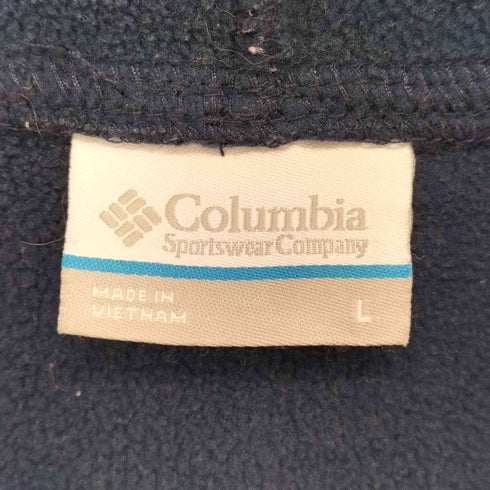 Columbia
Sportswear Company
MADE IN
VIETNAM
L